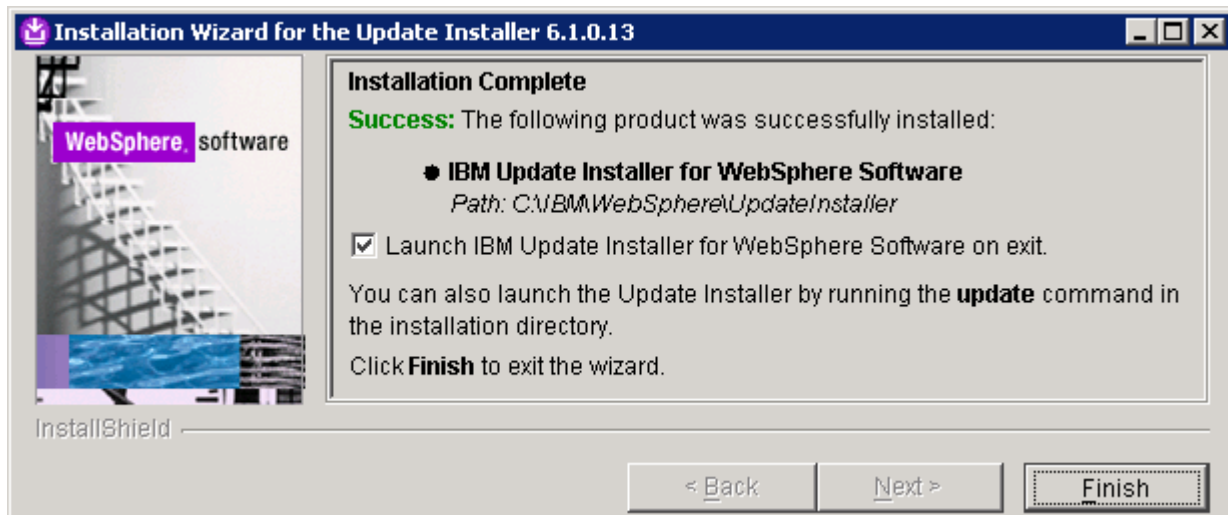 Installation Wizard for the Update Installer 6.1.0.13
WebSphere. software
Installation Complete
Success: The following product was successfully installed:
IBM Update Installer for WebSphere Software
Path: C:\IBM\WebSphere\UpdateInstaller
Launch IBM Update Installer for WebSphere Software on exit.
You can also launch the Update Installer by running the update command in
the installation directory.
Click Finish to exit the wizard.
InstallShield
< Back
Next >
Finish